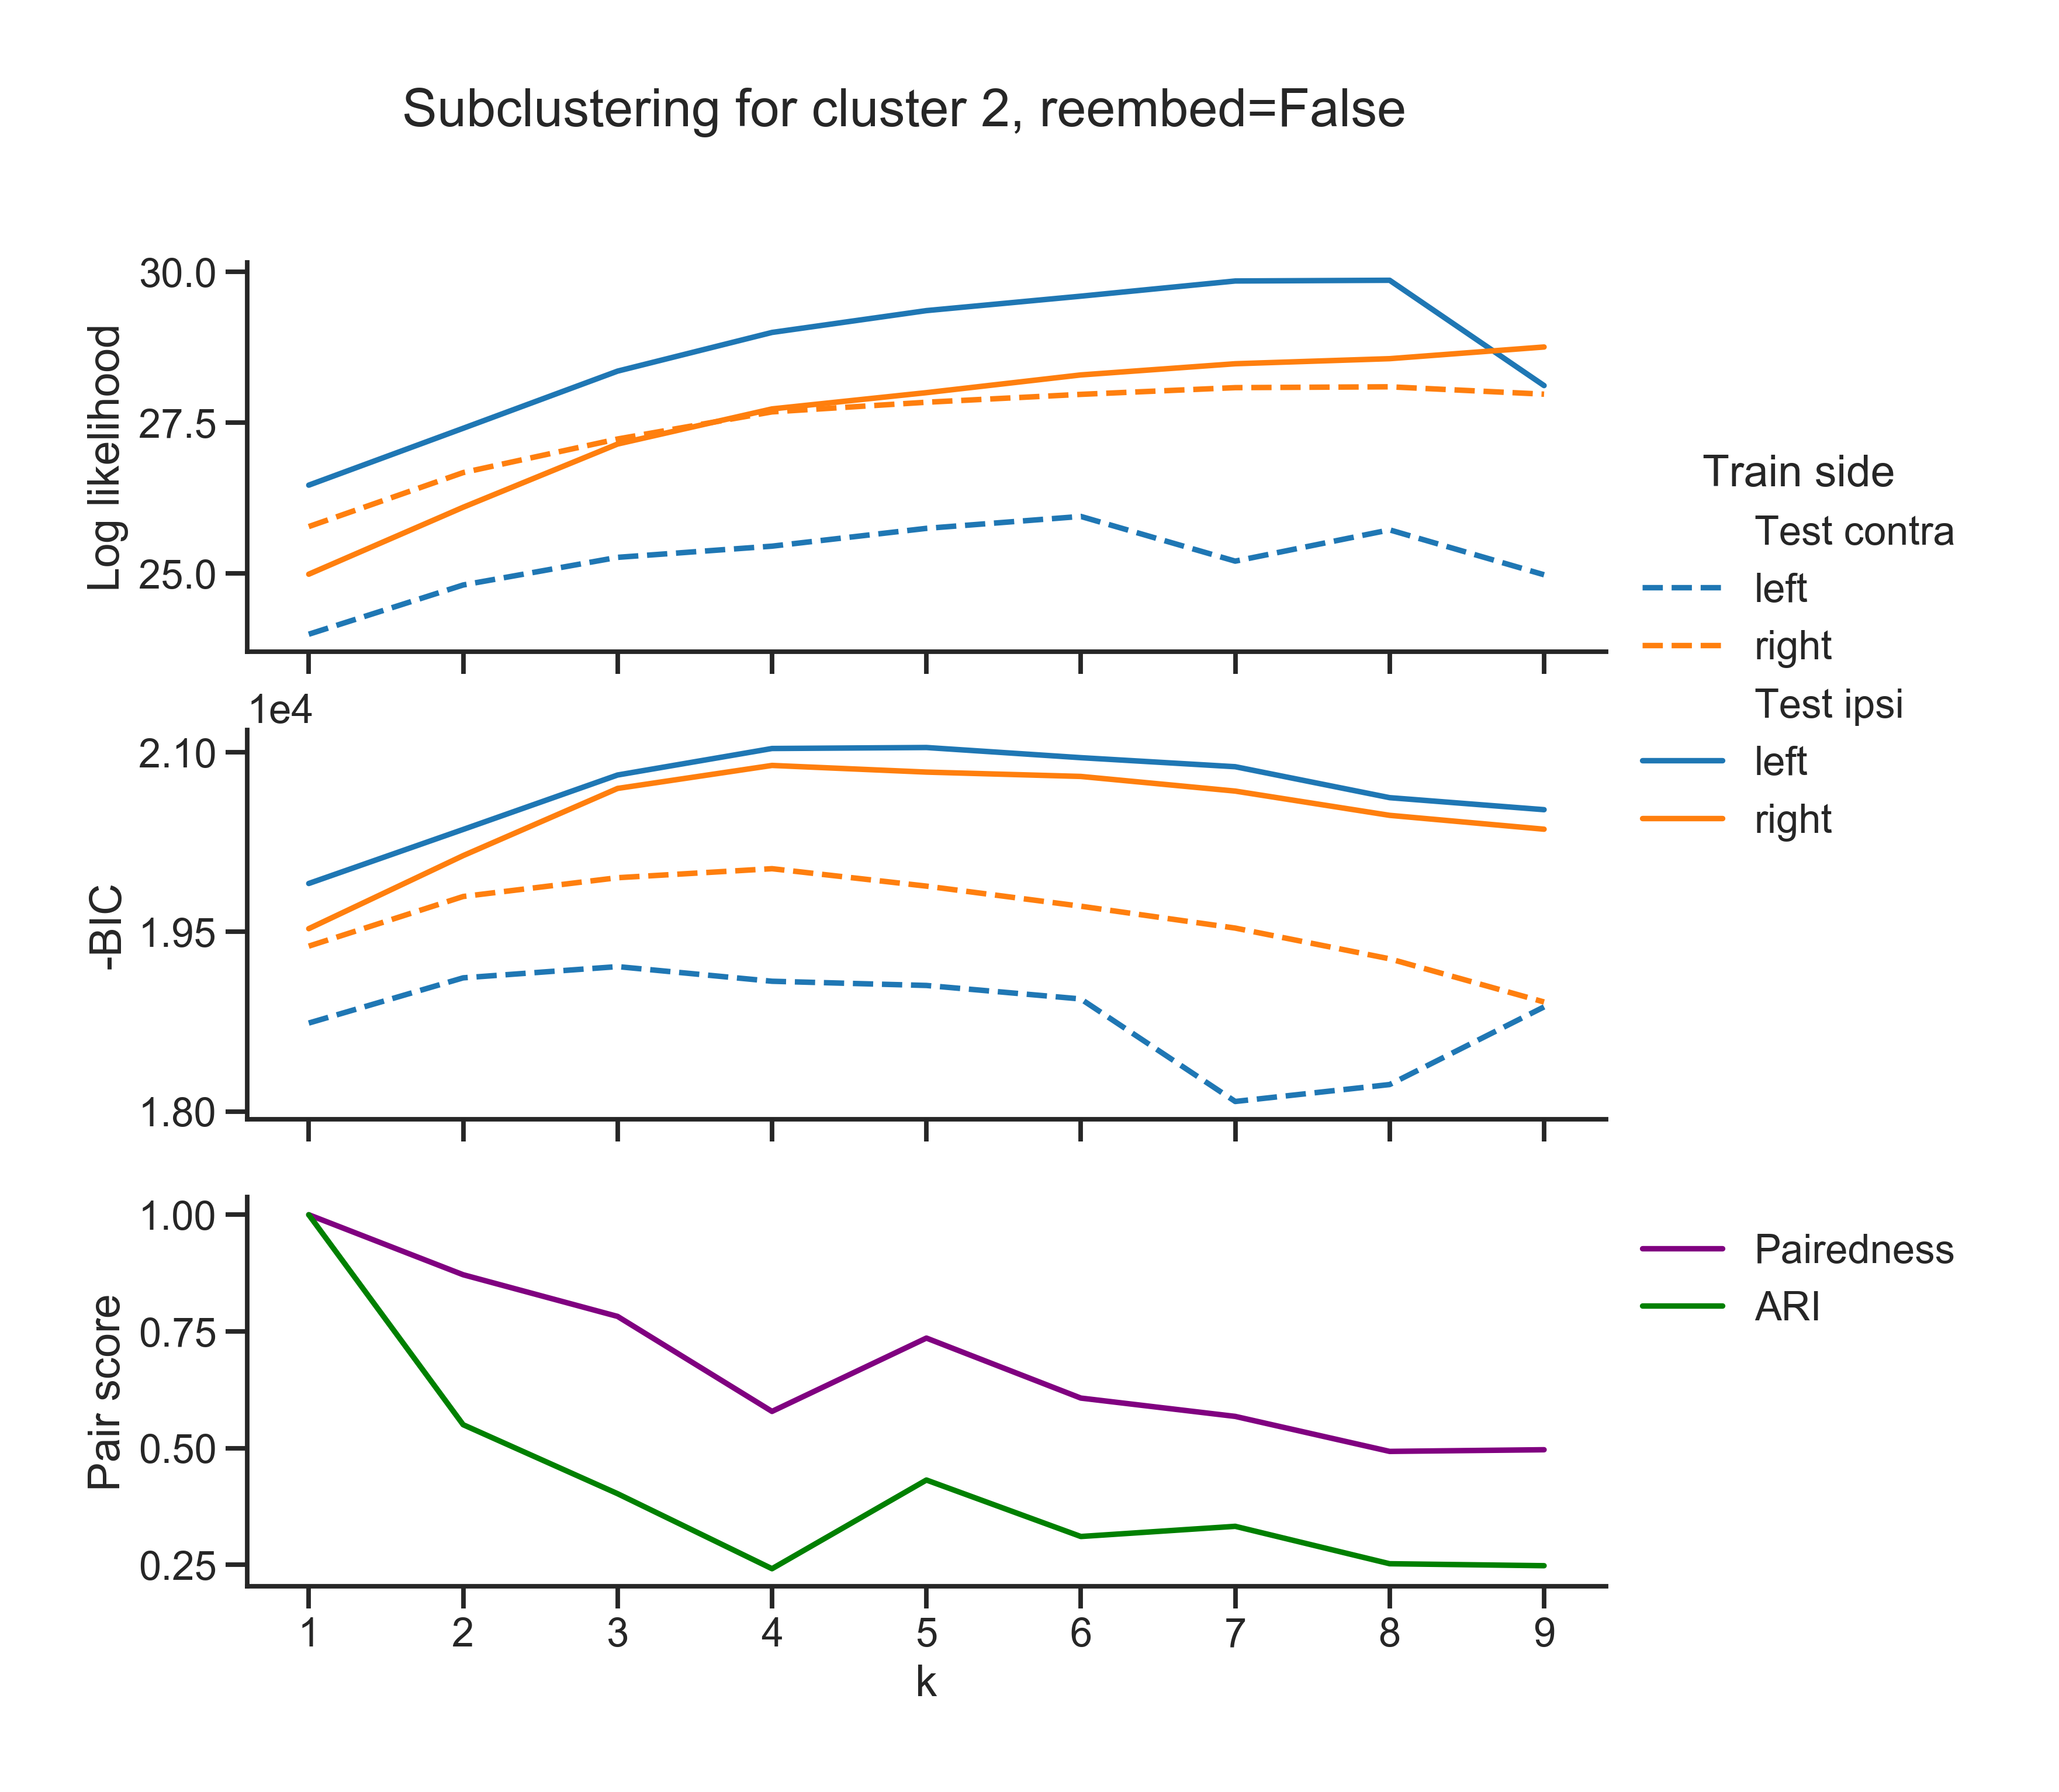 Subclustering for cluster 2, reembed=False
30.0
27.5
25.0
Log likelihood
Train side
Test contra
left
right
Test ipsi
left
right
1e4
2.10
1.95
1.80
-BIC
1.00
0.75
0.50
0.25
Pair score
Pairedness
ARI
1 2 3 4 5 6 7 8 9
k